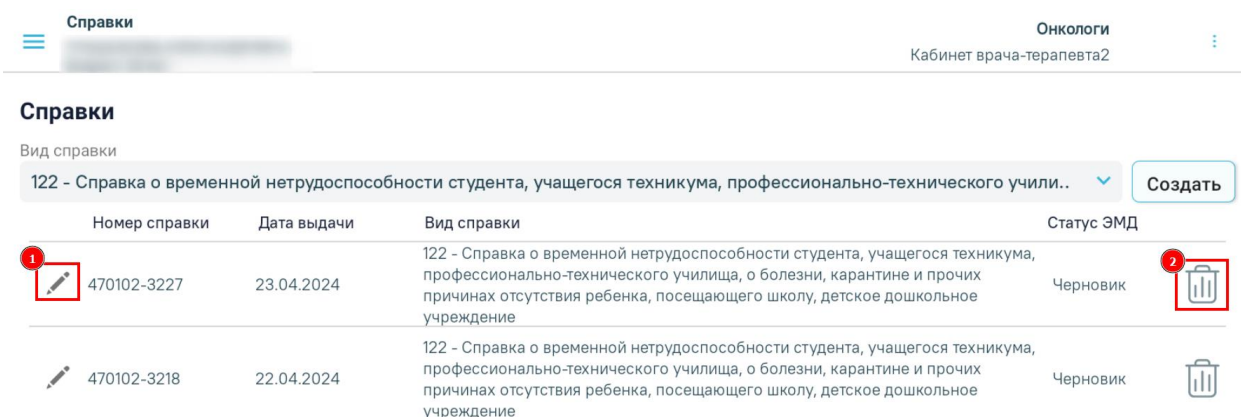 Справки
Онкологи
Кабинет врача-терапевта2
Справки
Вид справки
122 - Справка о временной нетрудоспособности студента, учащегося техникума, профессионально-технического учили..
Создать
Номер справки Дата выдачи Вид справки Статус ЭМД
1
2
122 - Справка о временной нетрудоспособности студента, учащегося техникума,
470102-3227 23.04.2024 профессионально-технического училища, о болезни, карантине и прочих Черновик
причинах отсутствия ребенка, посещающего школу, детское дошкольное
учреждение
122 - Справка о временной нетрудоспособности студента, учащегося техникума,
470102-3218 22.04.2024 профессионально-технического училища, о болезни, карантине и прочих Черновик
причинах отсутствия ребенка, посещающего школу, детское дошкольное
учреждение